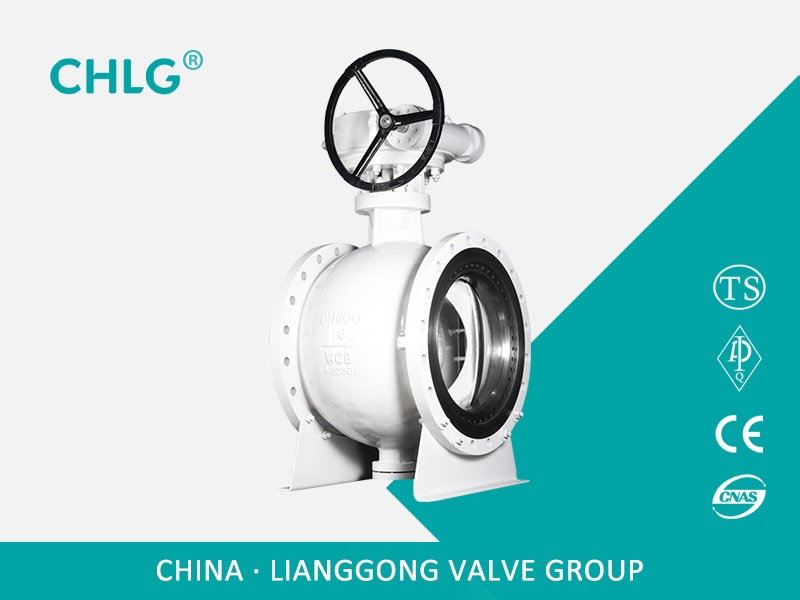 CHLG®
DN600
16
WCB
TS
CE
CNAS
CHINA · LIANGGONG VALVE GROUP